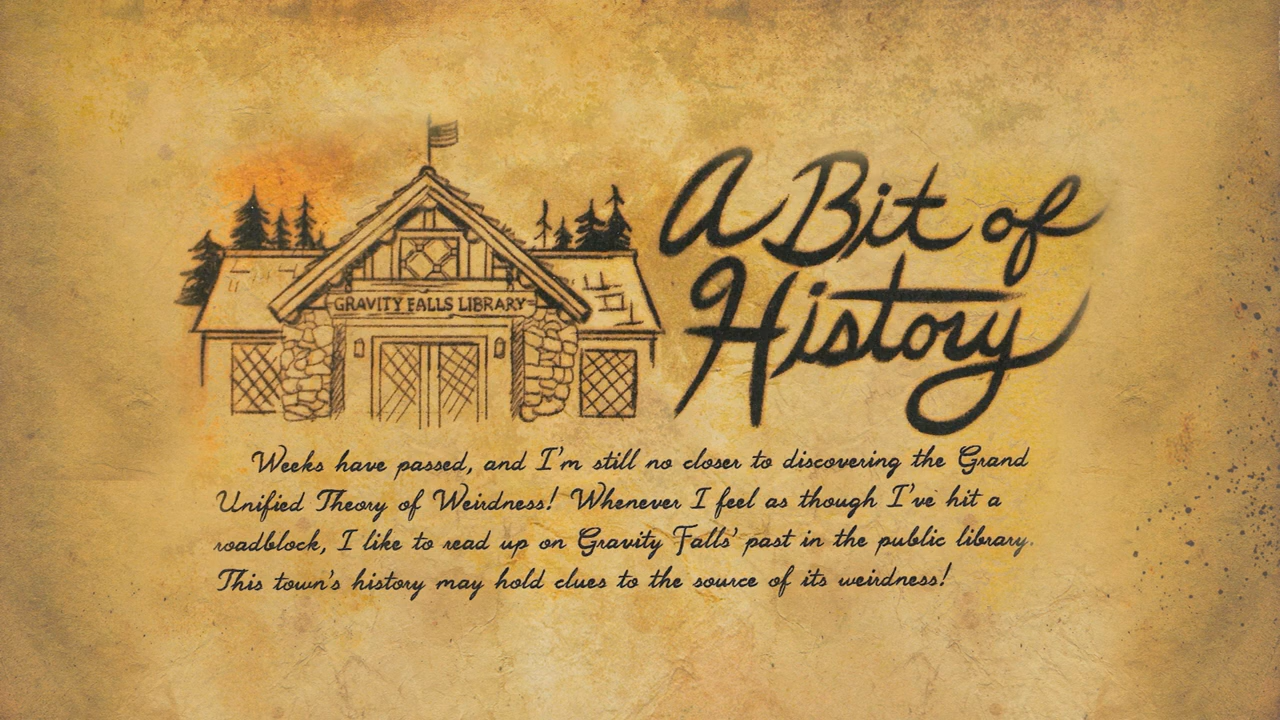 A Bit of
History
GRAVITY FALLS LIBRARY
Weeks have passed, and I'm still no closer to discovering the Grand
Unified Theory of Weirdness! Whenever I feel as though I've hit a
roadblock, I like to read up on Gravity Falls' past in the public library.
This town's history may hold clues to the source of its weirdness!